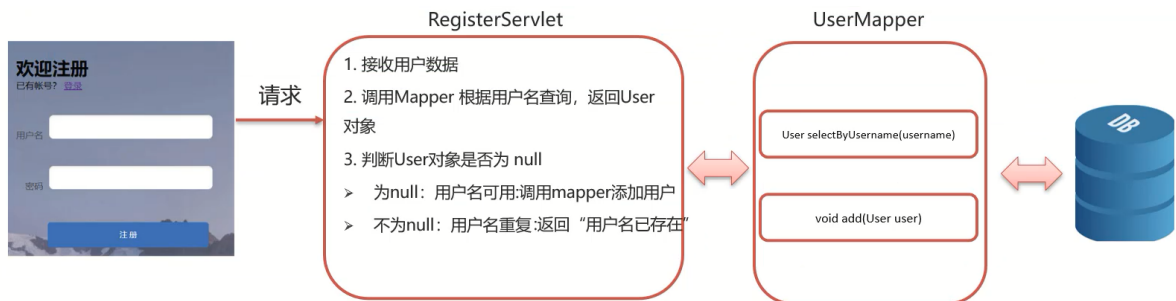 RegisterServlet
UserMapper
欢迎注册
已有帐号? 登录
用户名
密码
注册
请求
1. 接收用户数据
2. 调用Mapper 根据用户名查询，返回User
对象
3. 判断User对象是否为 null
➢ 为null：用户名可用:调用mapper添加用户
➢ 不为null：用户名重复:返回“用户名已存在”
User selectByUsername(username)
void add(User user)
DB